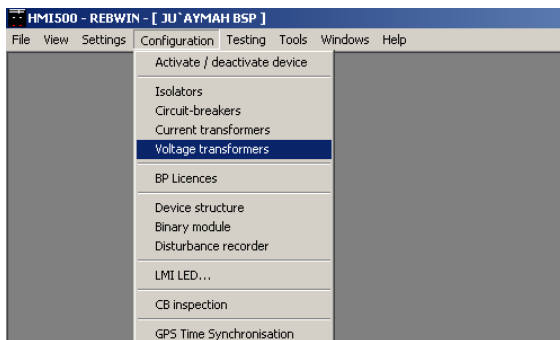 HMI500 - REBWIN - [ JU`AYMAH BSP ]
File View Settings Configuration Testing Tools Windows Help
Activate / deactivate device
Isolators
Circuit-breakers
Current transformers
Voltage transformers
BP Licences
Device structure
Binary module
Disturbance recorder
LMI LED...
CB inspection
GPS Time Synchronisation